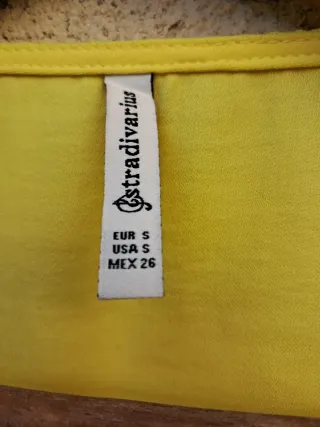 stradivarius
EUR S
USA S
MEX 26